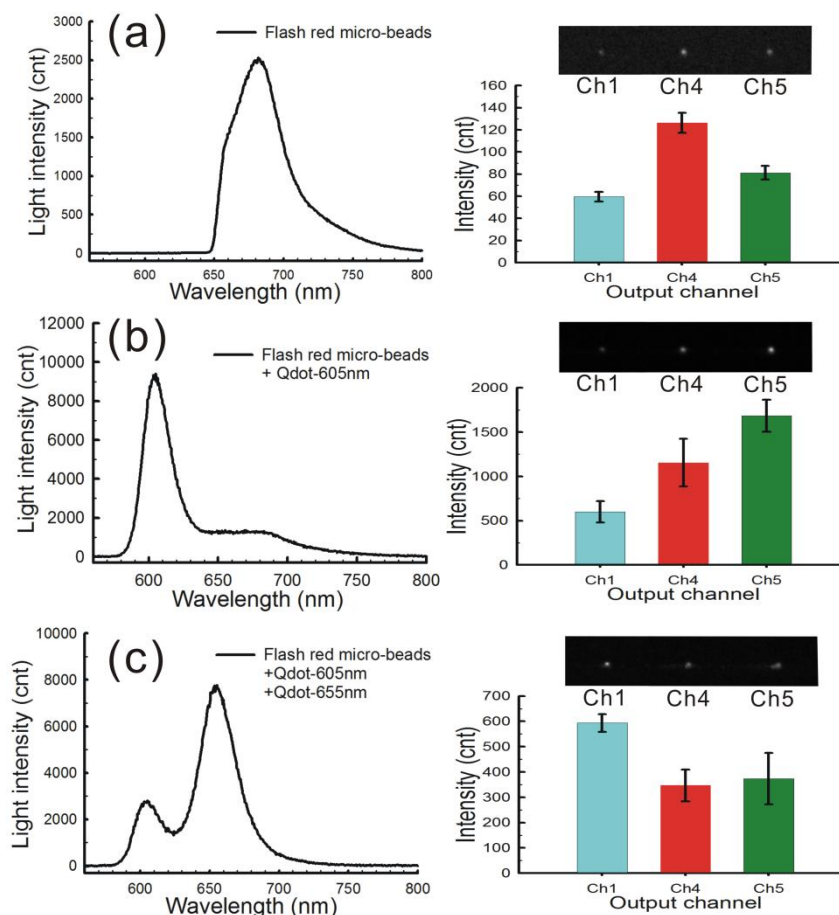 (a)
Flash red micro-beads
3000
2500
2000
1500
1000
500
0
Light intensity (cnt)
600 650 700 750 800
Wavelength (nm)
Ch1 Ch4 Ch5
160
140
120
100
80
60
40
20
0
Intensity (cnt)
Ch1 Ch4 Ch5
Output channel
(b)
Flash red micro-beads
+ Qdot-605nm
12000
10000
8000
6000
4000
2000
0
Light intensity (cnt)
600 650 700 750 800
Wavelength (nm)
Ch1 Ch4 Ch5
2000
1500
1000
500
0
Intensity (cnt)
Ch1 Ch4 Ch5
Output channel
(c)
Flash red micro-beads
+Qdot-605nm
+Qdot-655nm
10000
8000
6000
4000
2000
0
Light intensity (cnt)
600 650 700 750 800
Wavelength (nm)
Ch1 Ch4 Ch5
700
600
500
400
300
200
100
0
Intensity (cnt)
Ch1 Ch4 Ch5
Output channel